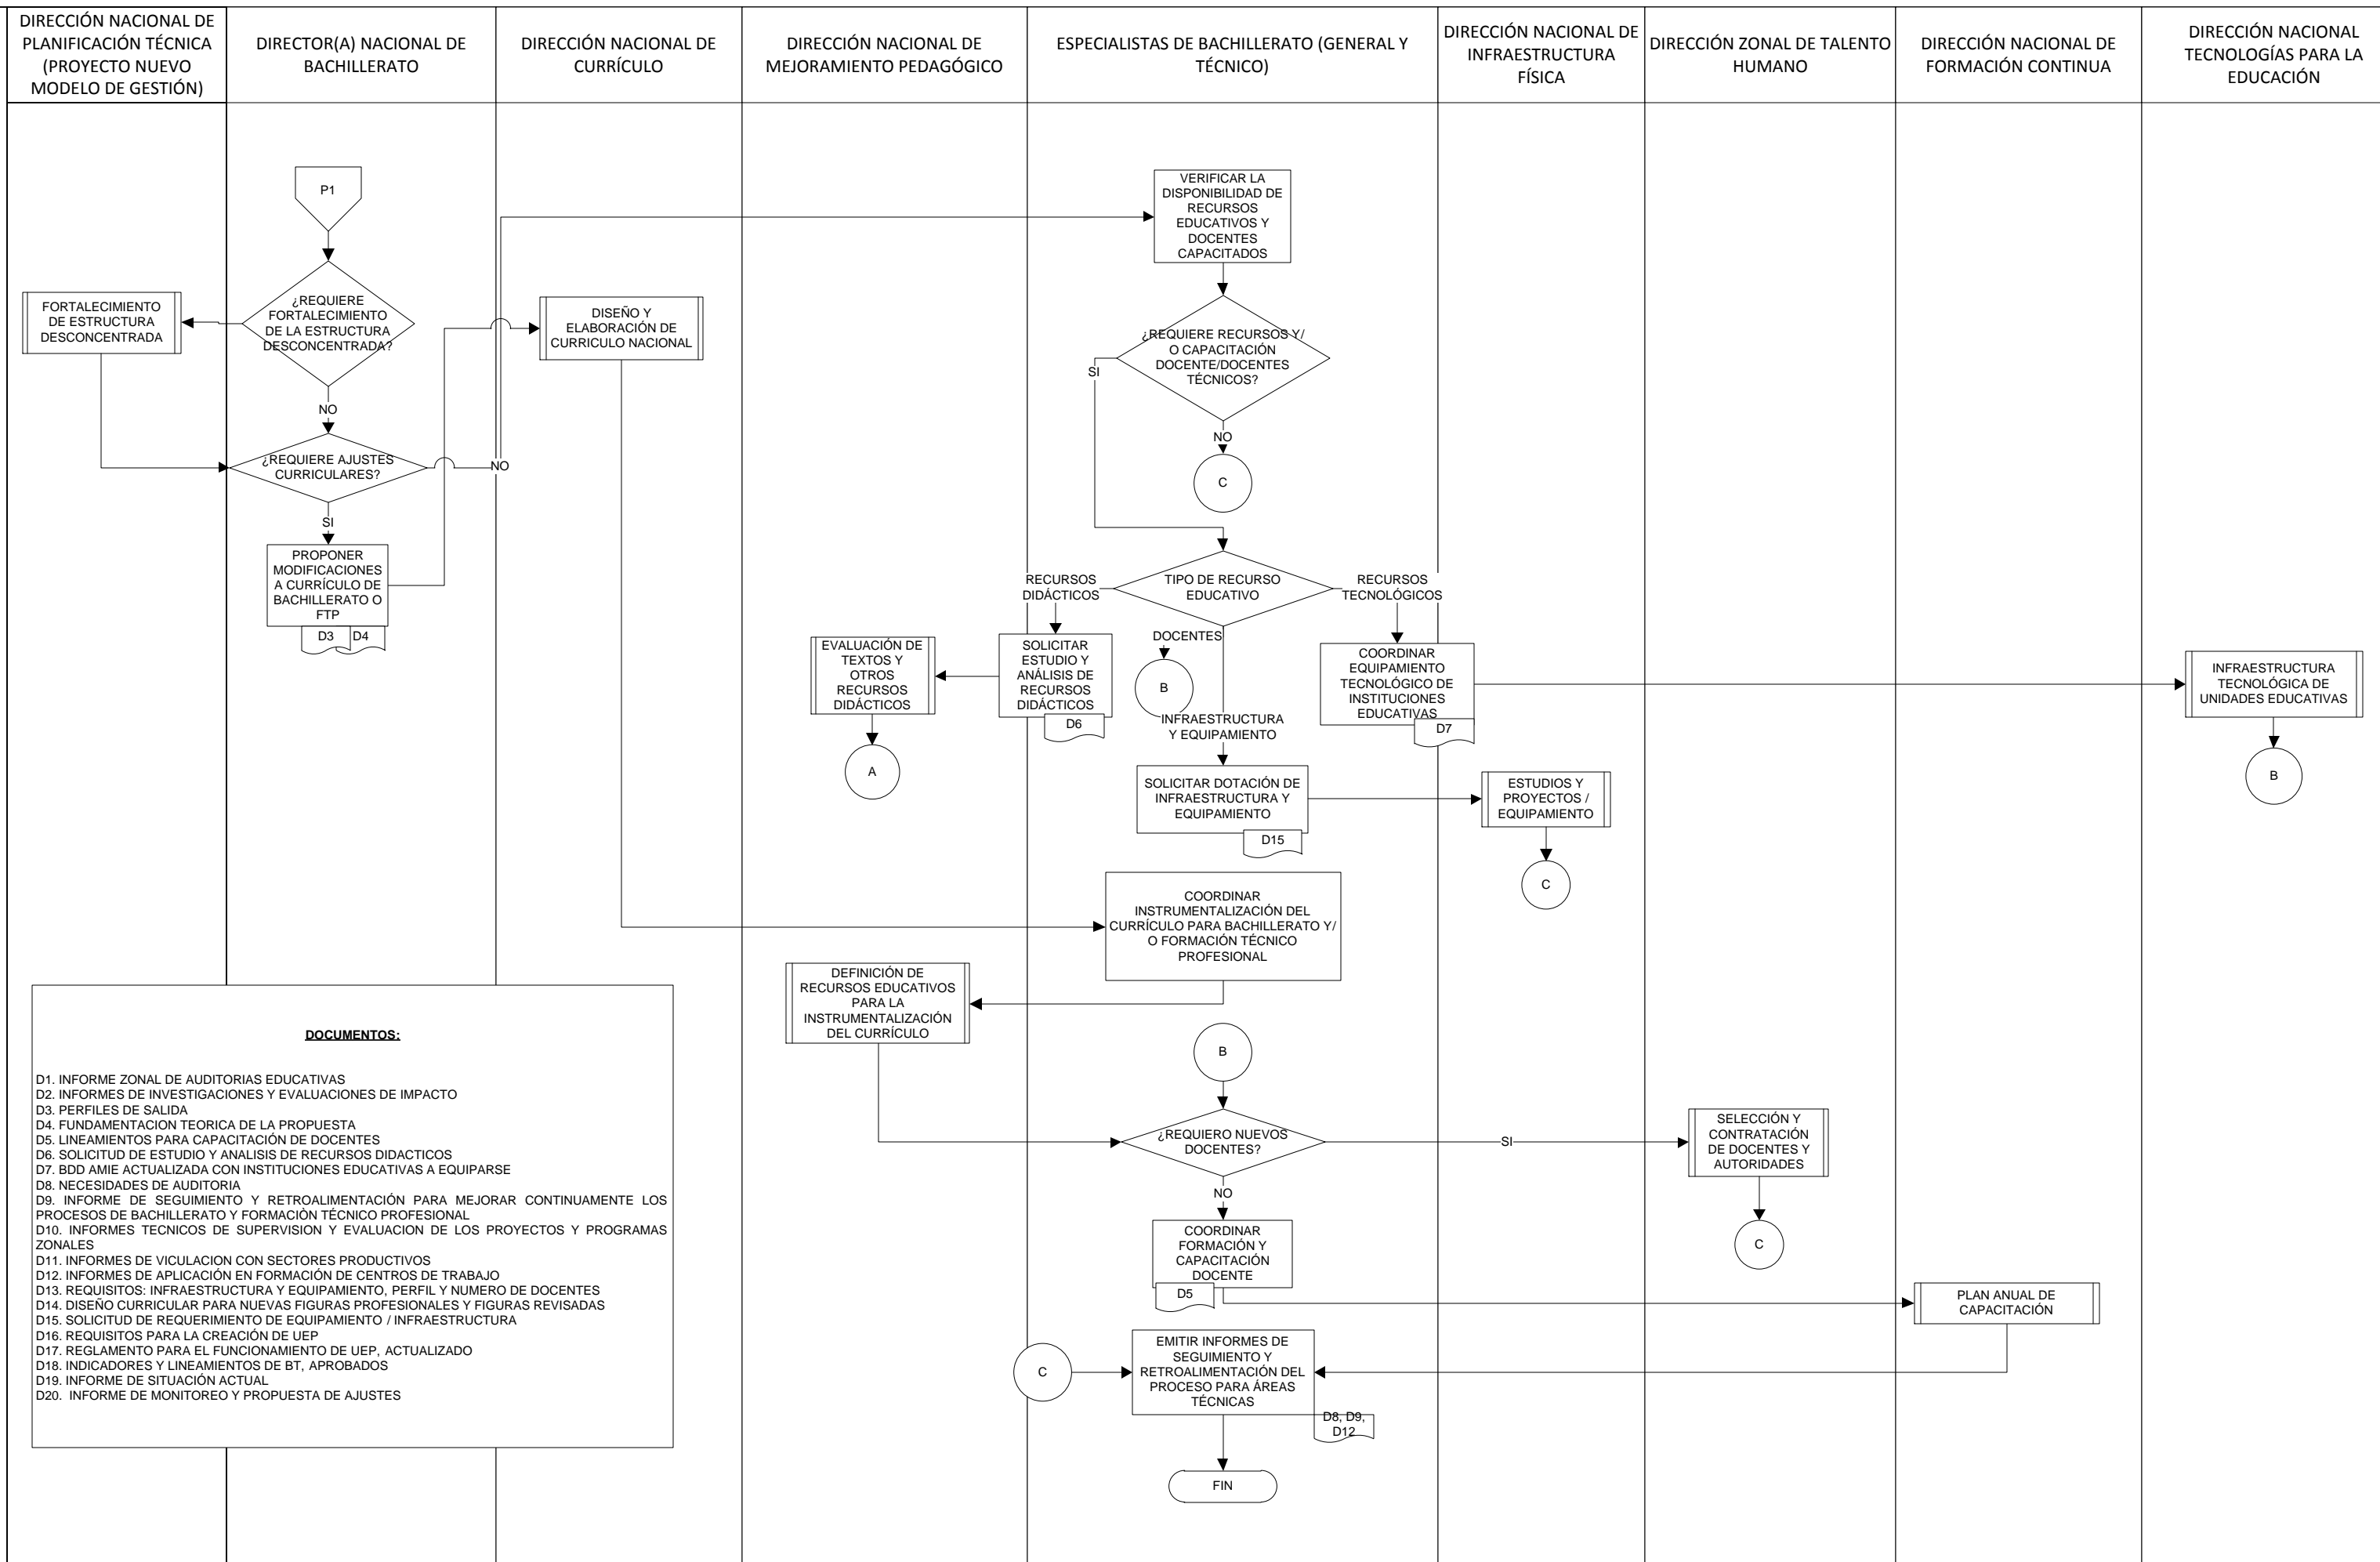 DIRECCIÓN NACIONAL DE
PLANIFICACIÓN TÉCNICA
(PROYECTO NUEVO
MODELO DE GESTIÓN)
DIRECTOR(A) NACIONAL DE
BACHILLERATO
DIRECCIÓN NACIONAL DE
CURRÍCULO
DIRECCIÓN NACIONAL DE
MEJORAMIENTO PEDAGÓGICO
ESPECIALISTAS DE BACHILLERATO (GENERAL Y
TÉCNICO)
DIRECCIÓN NACIONAL DE
INFRAESTRUCTURA
FÍSICA
DIRECCIÓN ZONAL DE TALENTO
HUMANO
DIRECCIÓN NACIONAL DE
FORMACIÓN CONTINUA
DIRECCIÓN NACIONAL
TECNOLOGÍAS PARA LA
EDUCACIÓN
P1
VERIFICAR LA
DISPONIBILIDAD DE
RECURSOS
EDUCATIVOS Y
DOCENTES
CAPACITADOS
FORTALECIMIENTO
DE ESTRUCTURA
DESCONCENTRADA
¿REQUIERE
FORTALECIMIENTO
DE LA ESTRUCTURA
DESCONCENTRADA?
DISEÑO Y
ELABORACIÓN DE
CURRICULO NACIONAL
¿REQUIERE RECURSOS Y/
O CAPACITACIÓN
DOCENTE/DOCENTES
TÉCNICOS?
SI
NO
NO
C
¿REQUIERE AJUSTES
CURRICULARES?
NO
SI
PROPONER
MODIFICACIONES
A CURRÍCULO DE
BACHILLERATO O
FTP
D3
D4
RECURSOS
DIDÁCTICOS
TIPO DE RECURSO
EDUCATIVO
RECURSOS
TECNOLÓGICOS
EVALUACIÓN DE
TEXTOS Y
OTROS
RECURSOS
DIDÁCTICOS
SOLICITAR
ESTUDIO Y
ANÁLISIS DE
RECURSOS
DIDÁCTICOS
D6
DOCENTES
B
COORDINAR
EQUIPAMIENTO
TECNOLÓGICO DE
INSTITUCIONES
EDUCATIVAS
D7
INFRAESTRUCTURA
TECNOLÓGICA DE
UNIDADES EDUCATIVAS
INFRAESTRUCTURA
Y EQUIPAMIENTO
A
B
SOLICITAR DOTACIÓN DE
INFRAESTRUCTURA Y
EQUIPAMIENTO
D15
ESTUDIOS Y
PROYECTOS /
EQUIPAMIENTO
C
COORDINAR
INSTRUMENTALIZACIÓN DEL
CURRÍCULO PARA BACHILLERATO Y/
O FORMACIÓN TÉCNICO
PROFESIONAL
DEFINICIÓN DE
RECURSOS EDUCATIVOS
PARA LA
INSTRUMENTALIZACIÓN
DEL CURRÍCULO
B
¿REQUIERO NUEVOS
DOCENTES?
SI
SELECCIÓN Y
CONTRATACIÓN
DE DOCENTES Y
AUTORIDADES
NO
C
COORDINAR
FORMACIÓN Y
CAPACITACIÓN
DOCENTE
D5
PLAN ANUAL DE
CAPACITACIÓN
C
EMITIR INFORMES DE
SEGUIMIENTO Y
RETROALIMENTACIÓN DEL
PROCESO PARA ÁREAS
TÉCNICAS
D8, D9,
D12
FIN
DOCUMENTOS:
D1. INFORME ZONAL DE AUDITORIAS EDUCATIVAS
D2. INFORMES DE INVESTIGACIONES Y EVALUACIONES DE IMPACTO
D3. PERFILES DE SALIDA
D4. FUNDAMENTACION TEORICA DE LA PROPUESTA
D5. LINEAMIENTOS PARA CAPACITACIÓN DE DOCENTES
D6. SOLICITUD DE ESTUDIO Y ANALISIS DE RECURSOS DIDACTICOS
D7. BDD AMIE ACTUALIZADA CON INSTITUCIONES EDUCATIVAS A EQUIPARSE
D8. NECESIDADES DE AUDITORIA
D9. INFORME DE SEGUIMIENTO Y RETROALIMENTACIÓN PARA MEJORAR CONTINUAMENTE LOS
PROCESOS DE BACHILLERATO Y FORMACIÒN TÉCNICO PROFESIONAL
D10. INFORMES TECNICOS DE SUPERVISION Y EVALUACION DE LOS PROYECTOS Y PROGRAMAS
ZONALES
D11. INFORMES DE VICULACION CON SECTORES PRODUCTIVOS
D12. INFORMES DE APLICACIÓN EN FORMACIÓN DE CENTROS DE TRABAJO
D13. REQUISITOS: INFRAESTRUCTURA Y EQUIPAMIENTO, PERFIL Y NUMERO DE DOCENTES
D14. DISEÑO CURRICULAR PARA NUEVAS FIGURAS PROFESIONALES Y FIGURAS REVISADAS
D15. SOLICITUD DE REQUERIMIENTO DE EQUIPAMIENTO / INFRAESTRUCTURA
D16. REQUISITOS PARA LA CREACIÓN DE UEP
D17. REGLAMENTO PARA EL FUNCIONAMIENTO DE UEP, ACTUALIZADO
D18. INDICADORES Y LINEAMIENTOS DE BT, APROBADOS
D19. INFORME DE SITUACIÓN ACTUAL
D20. INFORME DE MONITOREO Y PROPUESTA DE AJUSTES